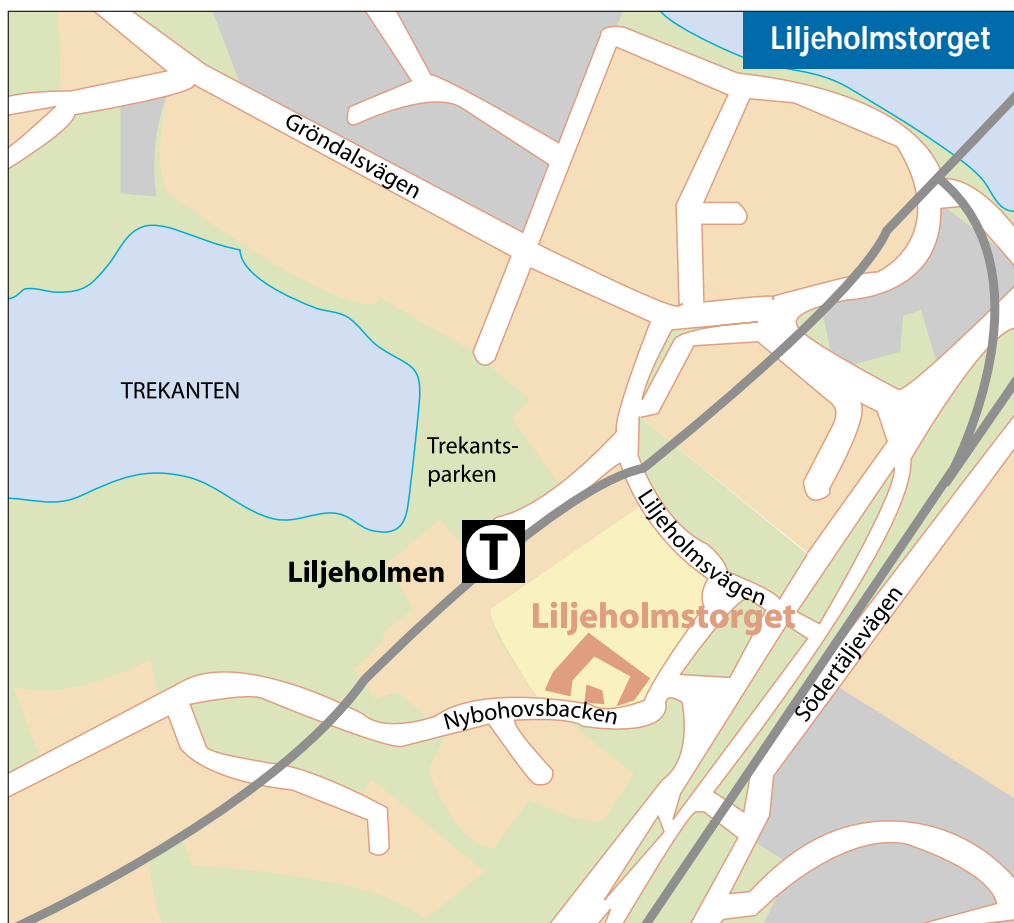 Liljeholmstorget
Gröndalsvägen
TREKANTEN
Trekants-
parken
Liljeholmsvägen
T
Liljeholmen
Liljeholmstorget
Södertäljevägen
Nybohovsbacken